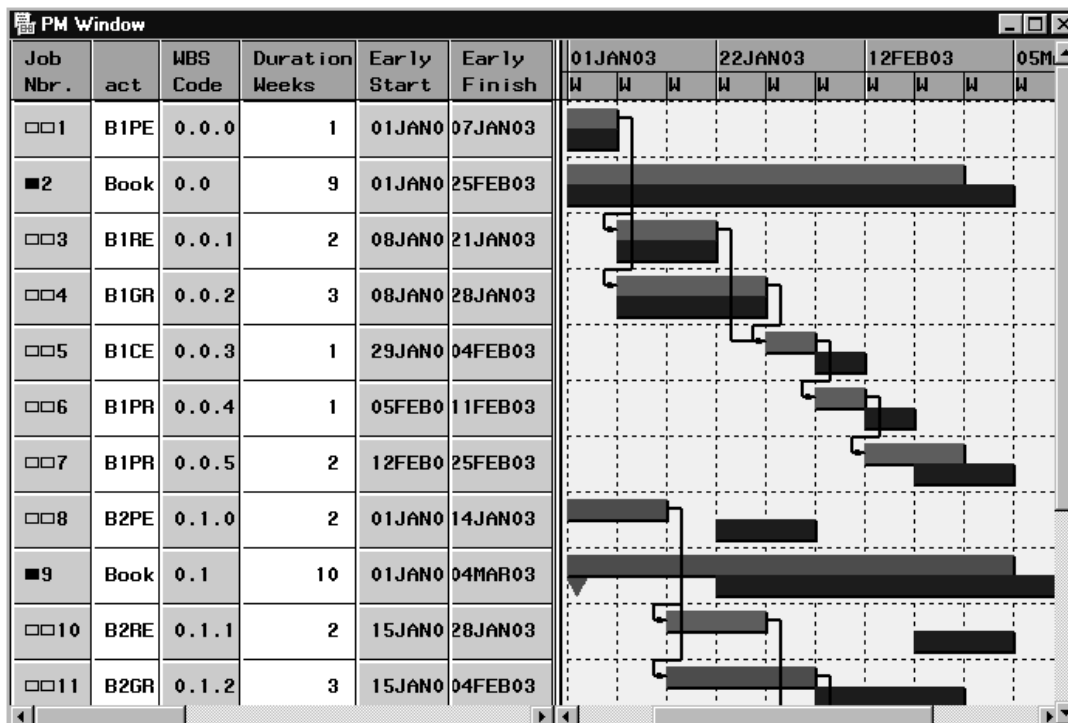 PM Window
Job Nbr. act WBS Code Duration Weeks Early Start Early Finish 01JAN03 22JAN03 12FEB03 05M
W W W W W W W W W W
1 B1PE 0.0.0 1 01JAN0 07JAN03
2 Book 0.0 9 01JAN0 25FEB03
3 B1RE 0.0.1 2 08JAN0 21JAN03
4 B1GR 0.0.2 3 08JAN0 28JAN03
5 B1CE 0.0.3 1 29JAN0 04FEB03
6 B1PR 0.0.4 1 05FEB0 11FEB03
7 B1PR 0.0.5 2 12FEB0 25FEB03
8 B2PE 0.1.0 2 01JAN0 14JAN03
9 Book 0.1 10 01JAN0 04MAR03
10 B2RE 0.1.1 2 15JAN0 28JAN03
11 B2GR 0.1.2 3 15JAN0 04FEB03